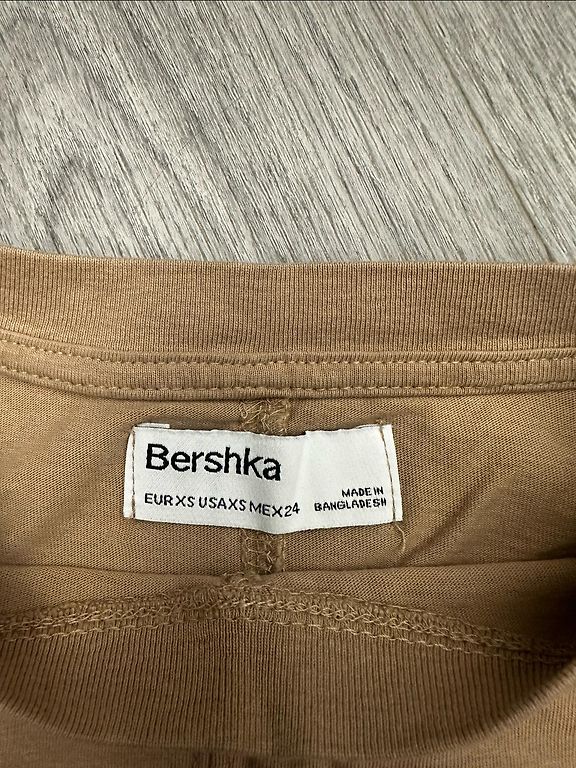 Bershka
EUR XS USA XS MEX 24
MADE IN
BANGLADESH